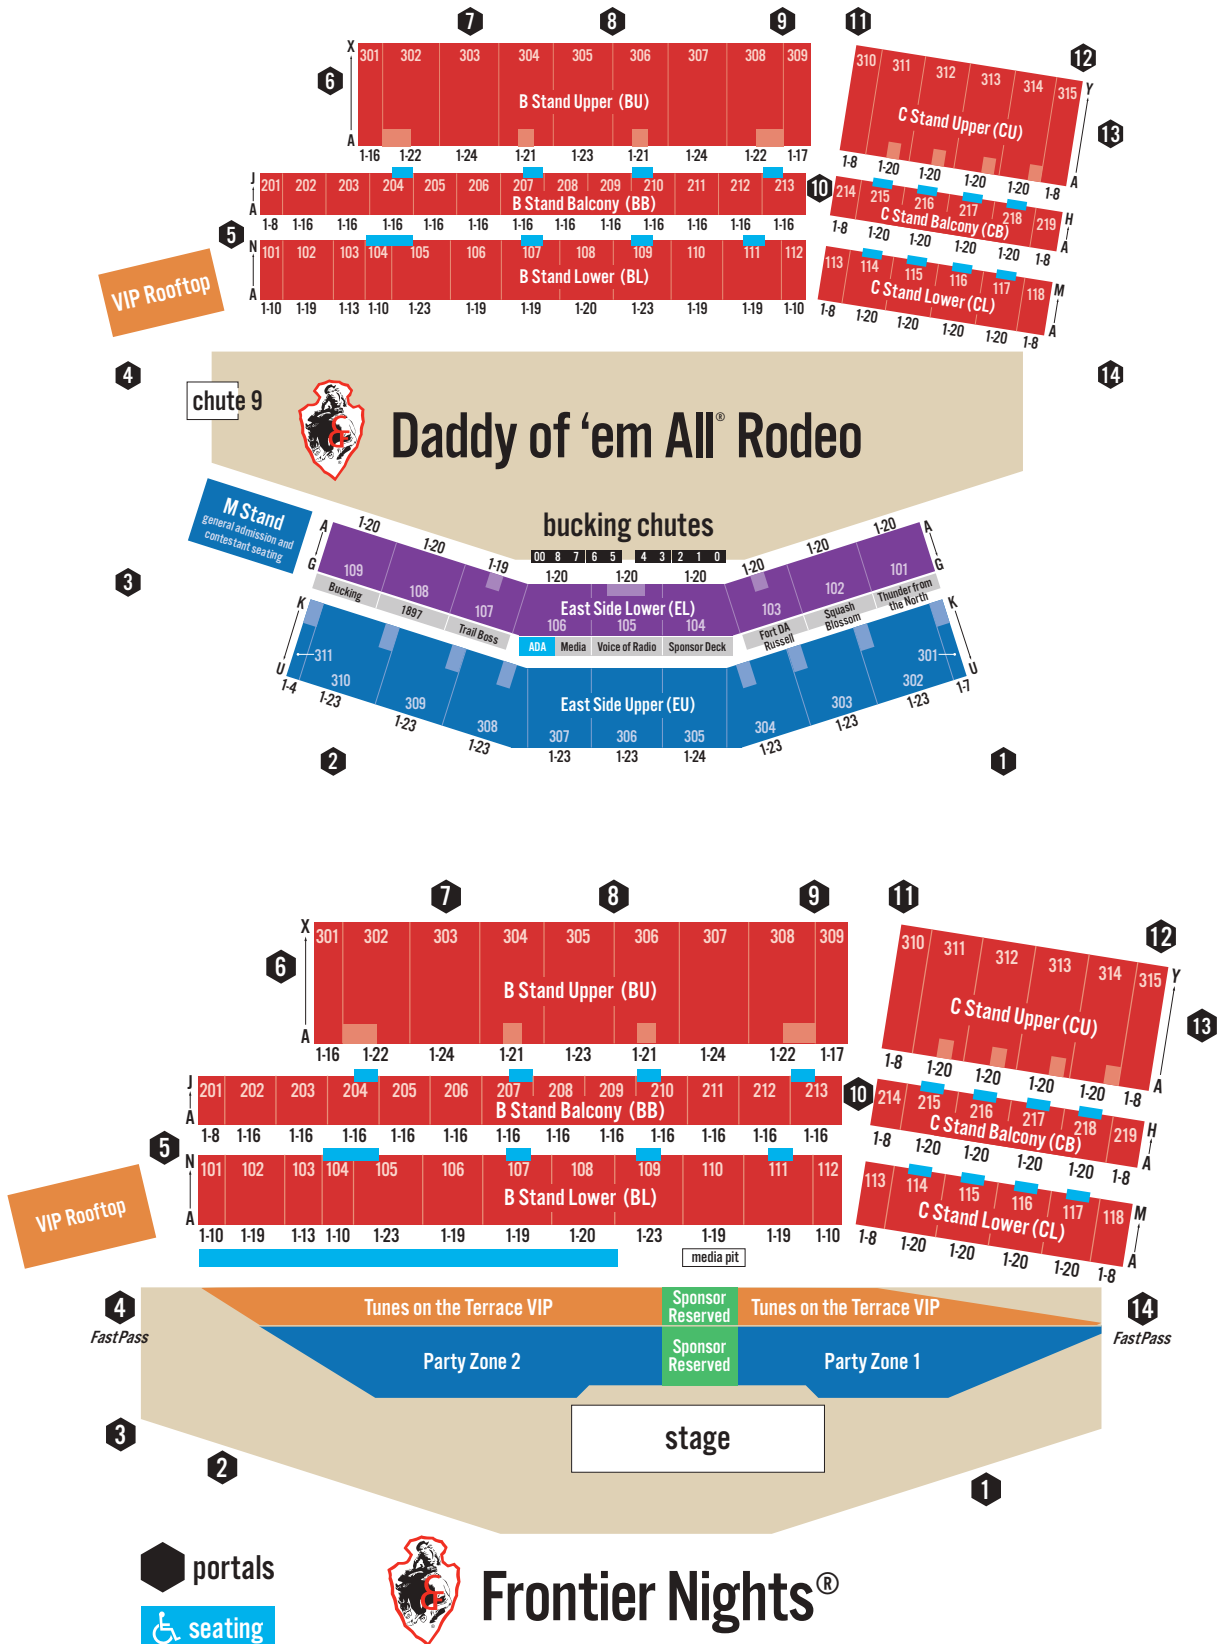 7 8 9 11
X 301 302 303 304 305 306 307 308 309
310 311 312 313 314 315 Y
12
6
B Stand Upper (BU)
C Stand Upper (CU)
13
A
1-16 1-22 1-24 1-21 1-23 1-21 1-24 1-22 1-17
1-8 1-20 1-20 1-20 1-20 1-8 A
J 201 202 203 204 205 206 207 208 209 210 211 212 213
10
214 215 216 217 218 219 H
A
B Stand Balcony (BB)
C Stand Balcony (CB)
A
1-8 1-16 1-16 1-16 1-16 1-16 1-16 1-16 1-16 1-16 1-16 1-16 1-16
1-8 1-20 1-20 1-20 1-20 1-8
5
N 101 102 103 104 105 106 107 108 109 110 111 112
113 114 115 116 117 118 M
VIP Rooftop
B Stand Lower (BL)
C Stand Lower (CL)
A
1-10 1-19 1-13 1-10 1-23 1-19 1-19 1-20 1-23 1-19 1-19 1-10
1-8 1-20 1-20 1-20 1-20 1-8 A
4
14
chute 9
Daddy of ‘em All® Rodeo
M Stand
general admission and
contestant seating
bucking chutes
00 8 7 6 5 4 3 2 1 0
A 1-20 1-20 1-19 1-20 1-20 1-20 1-20 1-20 1-20 A
G 109 108 107 106 105 104 103 102 101 G
East Side Lower (EL)
3
Bucking
1897
Trail Boss
ADA
Media
Voice of Radio
Sponsor Deck
Fort DA
Russell
Squash
Blossom
Thunder from
the North
K K
East Side Upper (EU)
U 311 310 309 308 307 306 305 304 303 302 301 U
1-4 1-23 1-23 1-23 1-23 1-23 1-24 1-23 1-23 1-23 1-7
2 1
7 8 9 11
X 301 302 303 304 305 306 307 308 309
310 311 312 313 314 315 Y
12
6
B Stand Upper (BU)
C Stand Upper (CU)
13
A
1-16 1-22 1-24 1-21 1-23 1-21 1-24 1-22 1-17
1-8 1-20 1-20 1-20 1-20 1-8 A
J 201 202 203 204 205 206 207 208 209 210 211 212 213
10
214 215 216 217 218 219 H
A
B Stand Balcony (BB)
C Stand Balcony (CB)
A
1-8 1-16 1-16 1-16 1-16 1-16 1-16 1-16 1-16 1-16 1-16 1-16 1-16
1-8 1-20 1-20 1-20 1-20 1-8
5
N 101 102 103 104 105 106 107 108 109 110 111 112
113 114 115 116 117 118 M
VIP Rooftop
B Stand Lower (BL)
C Stand Lower (CL)
A
1-10 1-19 1-13 1-10 1-23 1-19 1-19 1-20 1-23 1-19 1-19 1-10
1-8 1-20 1-20 1-20 1-20 1-8 A
media pit
4
FastPass
Tunes on the Terrace VIP
Sponsor
Reserved
Tunes on the Terrace VIP
14
FastPass
Party Zone 2
Sponsor
Reserved
Party Zone 1
3
2
stage
1
portals
seating
Frontier Nights®